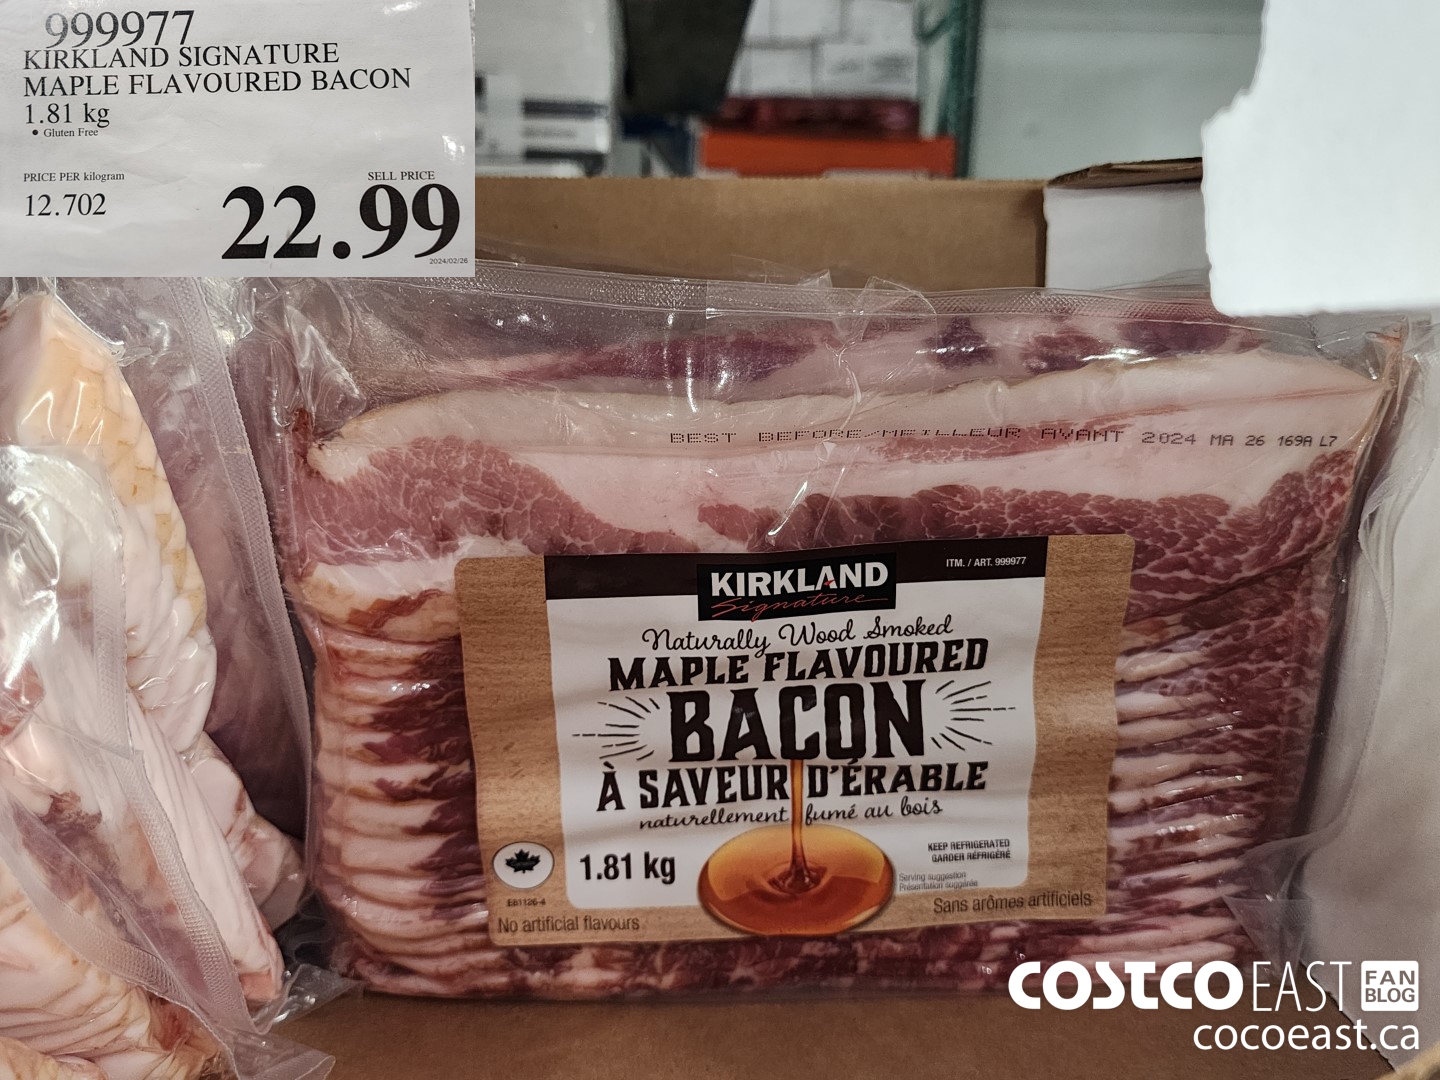 999977
KIRKLAND SIGNATURE
MAPLE FLAVOURED BACON
1.81 kg
• Gluten Free
PRICE PER kilogram
12.702
SELL PRICE
22.99
2024/02/26
BEST BEFORE/MEILLEUR AVANT 2024 MA 26 169A L7
ITM. / ART. 999977
KIRKLAND
Signature
Naturally Wood Smoked
MAPLE FLAVOURED
BACON
À SAVEUR D'ÉRABLE
naturellement fumé au bois
KEEP REFRIGERATED
GARDER RÉFRIGÉRÉ
1.81 kg
Serving suggestion
Présentation suggérée
E61126-4
No artificial flavours
Sans arômes artificiels
COSTCO EAST FAN BLOG
cocoeast.ca